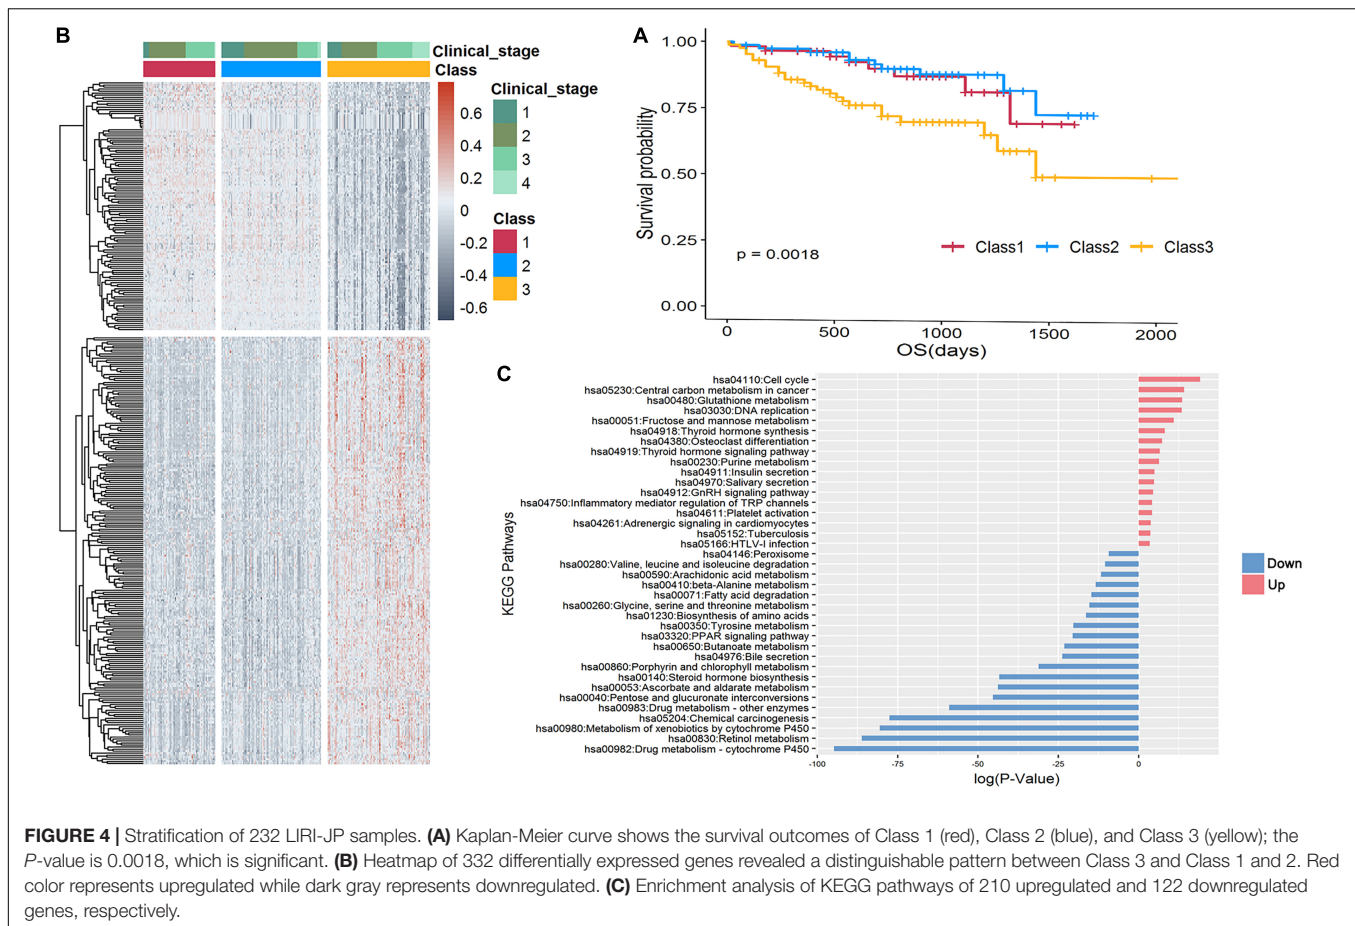 B
Clinical_stage
Class
0.6
0.4
0.2
0
-0.2
-0.4
-0.6
Clinical_stage
1
2
3
4
Class
1
2
3
A
1.00
0.75
0.50
0.25
0.00
Survival probability
p = 0.0018
Class1
Class2
Class3
0
500
1000
1500
2000
OS(days)
C
KEGG Pathways
hsa04110:Cell cycle
hsa05230:Central carbon metabolism in cancer
hsa00480:Glutathione metabolism
hsa03030:DNA replication
hsa00051:Fructose and mannose metabolism
hsa04918:Thyroid hormone synthesis
hsa04380:Osteoclast differentiation
hsa04919:Thyroid hormone signaling pathway
hsa00230:Purine metabolism
hsa04911:Insulin secretion
hsa04970:Salivary secretion
hsa04912:GnRH signaling pathway
hsa04750:Inflammatory mediator regulation of TRP channels
hsa04611:Platelet activation
hsa04261:Adrenergic signaling in cardiomyocytes
hsa05152:Tuberculosis
hsa05166:HTLV-I infection
hsa04146:Peroxisome
hsa00280:Valine, leucine and isoleucine degradation
hsa00590:Arachidonic acid metabolism
hsa00410:beta-Alanine metabolism
hsa00071:Fatty acid degradation
hsa00260:Glycine, serine and threonine metabolism
hsa01230:Biosynthesis of amino acids
hsa00350:Tyrosine metabolism
hsa03320:PPAR signaling pathway
hsa00650:Butanoate metabolism
hsa04976:Bile secretion
hsa00860:Porphyrin and chlorophyll metabolism
hsa00140:Steroid hormone biosynthesis
hsa00053:Ascorbate and aldarate metabolism
hsa00040:Pentose and glucuronate interconversions
hsa00983:Drug metabolism - other enzymes
hsa05204:Chemical carcinogenesis
hsa00980:Metabolism of xenobiotics by cytochrome P450
hsa00830:Retinol metabolism
hsa00982:Drug metabolism - cytochrome P450
-100
-75
-50
-25
0
log(P-Value)
Down
Up
FIGURE 4 | Stratification of 232 LIRI-JP samples. (A) Kaplan-Meier curve shows the survival outcomes of Class 1 (red), Class 2 (blue), and Class 3 (yellow); the
P-value is 0.0018, which is significant. (B) Heatmap of 332 differentially expressed genes revealed a distinguishable pattern between Class 3 and Class 1 and 2. Red
color represents upregulated while dark gray represents downregulated. (C) Enrichment analysis of KEGG pathways of 210 upregulated and 122 downregulated
genes, respectively.